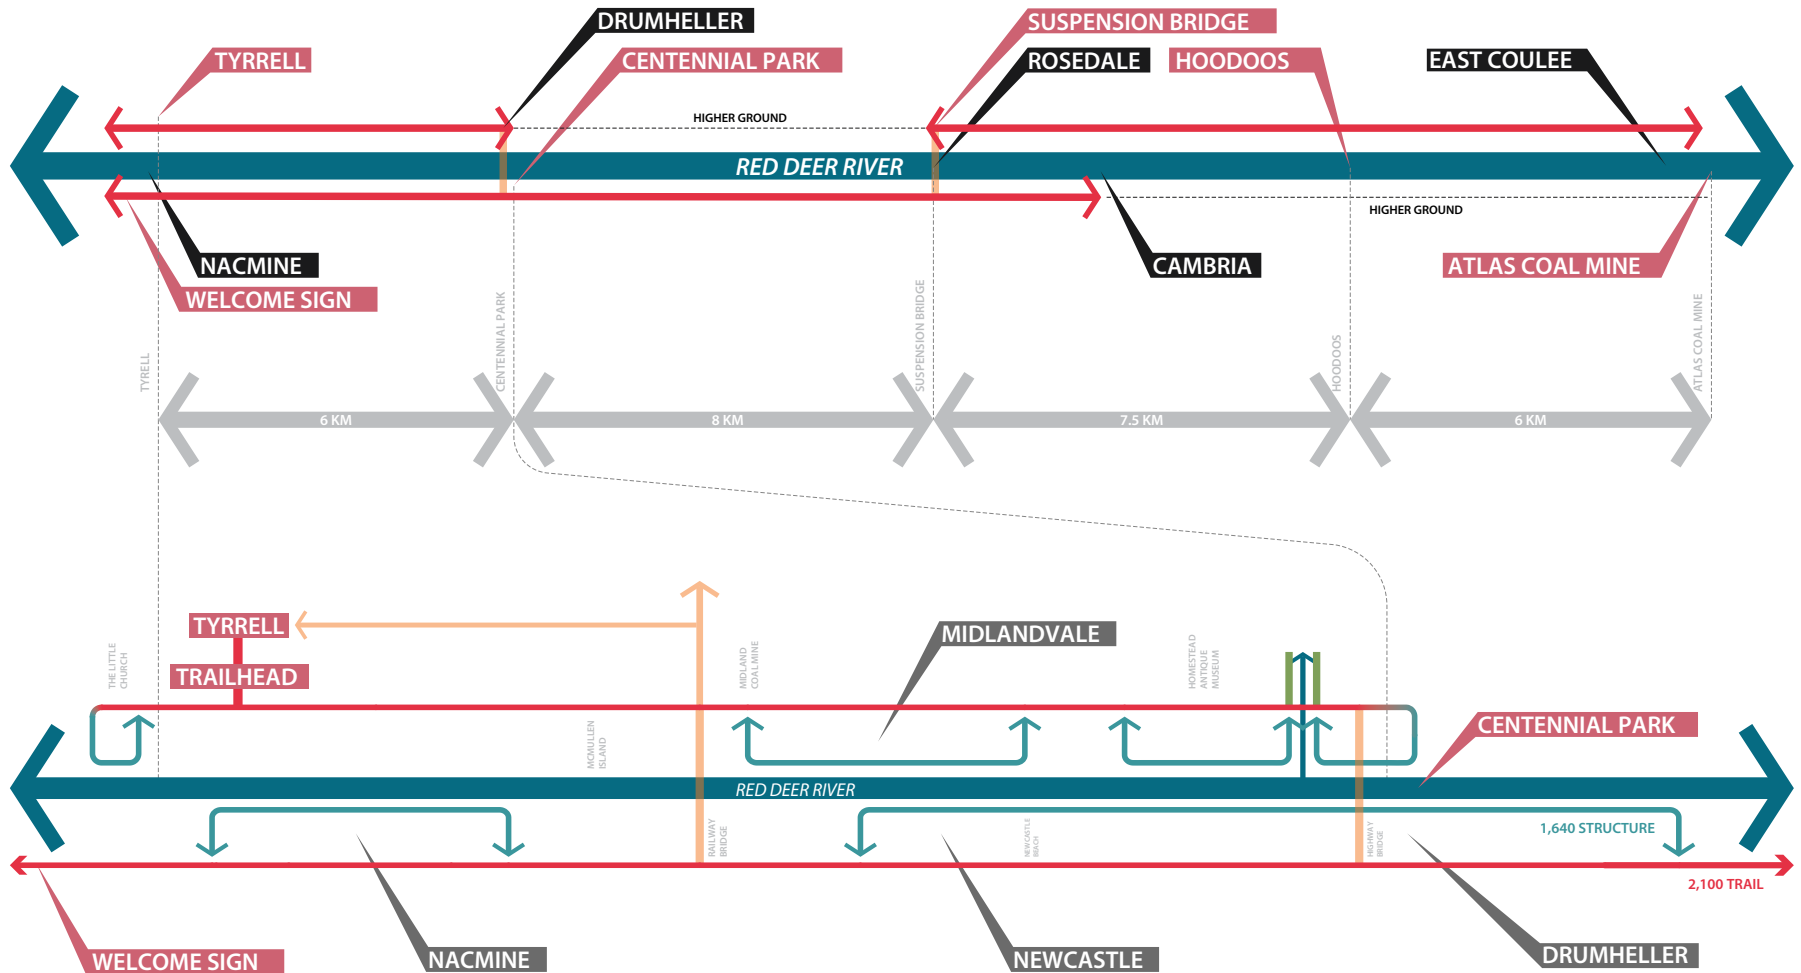 DRUMHELLER
SUSPENSION BRIDGE
TYRRELL
CENTENNIAL PARK
ROSEDALE
HOODOOS
EAST COULEE
HIGHER GROUND
RED DEER RIVER
HIGHER GROUND
NACMINE
CAMBRIA
ATLAS COAL MINE
WELCOME SIGN
TYRELL
CENTENNIAL PARK
SUSPENSION BRIDGE
HOODOOS
ATLAS COAL MINE
6 KM
8 KM
7.5 KM
6 KM
TYRRELL
MIDLANDVALE
THE LITTLE
CHURCH
TRAILHEAD
MIDLAND
COAL MINE
HOMESTEAD
ANTIQUE
MUSEUM
MCMULLEN
ISLAND
CENTENNIAL PARK
RED DEER RIVER
RAILWAY
BRIDGE
NEWCASTLE
BEACH
HIGHWAY
BRIDGE
1,640 STRUCTURE
2,100 TRAIL
WELCOME SIGN
NACMINE
NEWCASTLE
DRUMHELLER